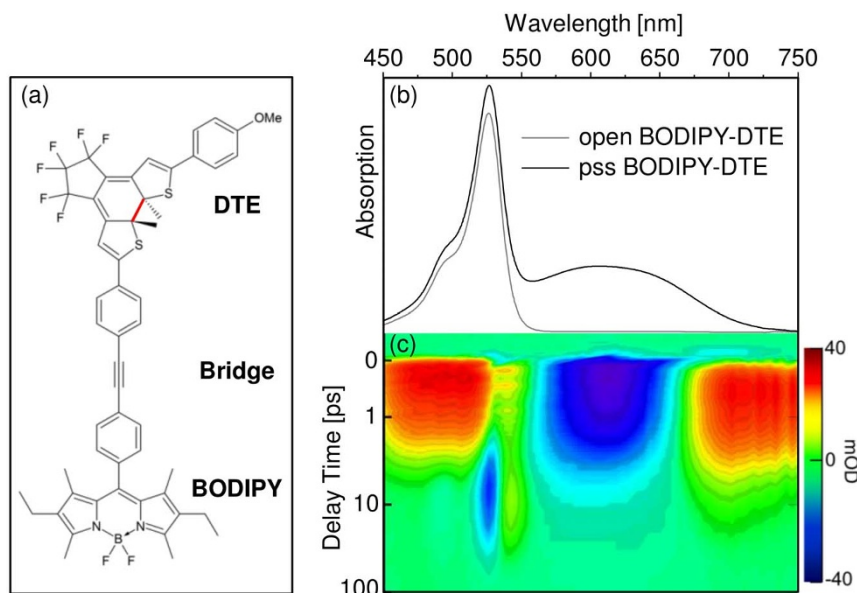 (a)
OMe
F F
F
F
F
F
S
DTE
S
Bridge
BODIPY
N N
B
F F
Wavelength [nm]
450 500 550 600 650 700 750
(b)
Absorption
open BODIPY-DTE
pss BODIPY-DTE
(c)
Delay Time [ps]
0
1
10
100
40
0
-40
mOD